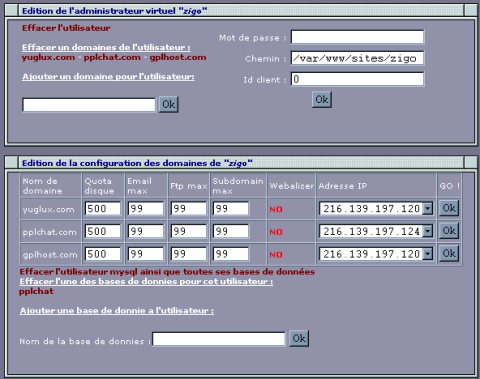 Edition de l'administrateur virtuel "zigo"
Effacer l'utilisateur
Effacer un domaines de l'utilisateur :
yuglux.com - pplchat.com - gplhost.com
Ajouter un domaine pour l'utilisateur:
Ok
Mot de passe :
Chemin : /var/www/sites/zigo
Id client : 0
Ok
Edition de la configuration des domaines de "zigo"
Nom de domaine Quota disque Email max Ftp max Subdomain max Webalizer Adresse IP GO !
yuglux.com 500 99 99 99 NO 216.139.197.120 Ok
pplchat.com 500 99 99 99 NO 216.139.197.124 Ok
gplhost.com 500 99 99 99 NO 216.139.197.120 Ok
Effacer l'utilisateur mysql ainsi que toutes ses bases de données
Effacer l'une des bases de donnies pour cet utilisateur :
pplchat
Ajouter une base de donnie a l'utilisateur :
Nom de la base de donnies : Ok